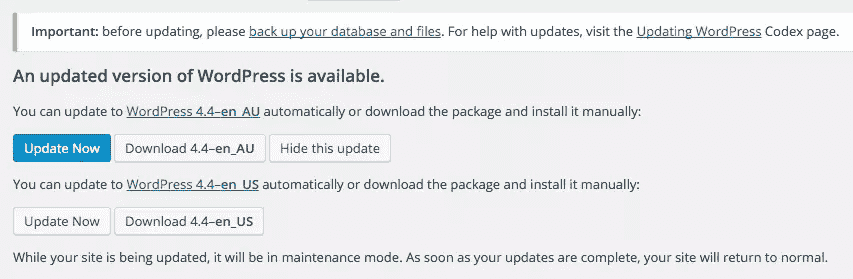 Important: before updating, please back up your database and files. For help with updates, visit the Updating WordPress Codex page.
An updated version of WordPress is available.
You can update to WordPress 4.4–en_AU automatically or download the package and install it manually:
Update Now Download 4.4–en_AU Hide this update
You can update to WordPress 4.4–en_US automatically or download the package and install it manually:
Update Now Download 4.4–en_US
While your site is being updated, it will be in maintenance mode. As soon as your updates are complete, your site will return to normal.